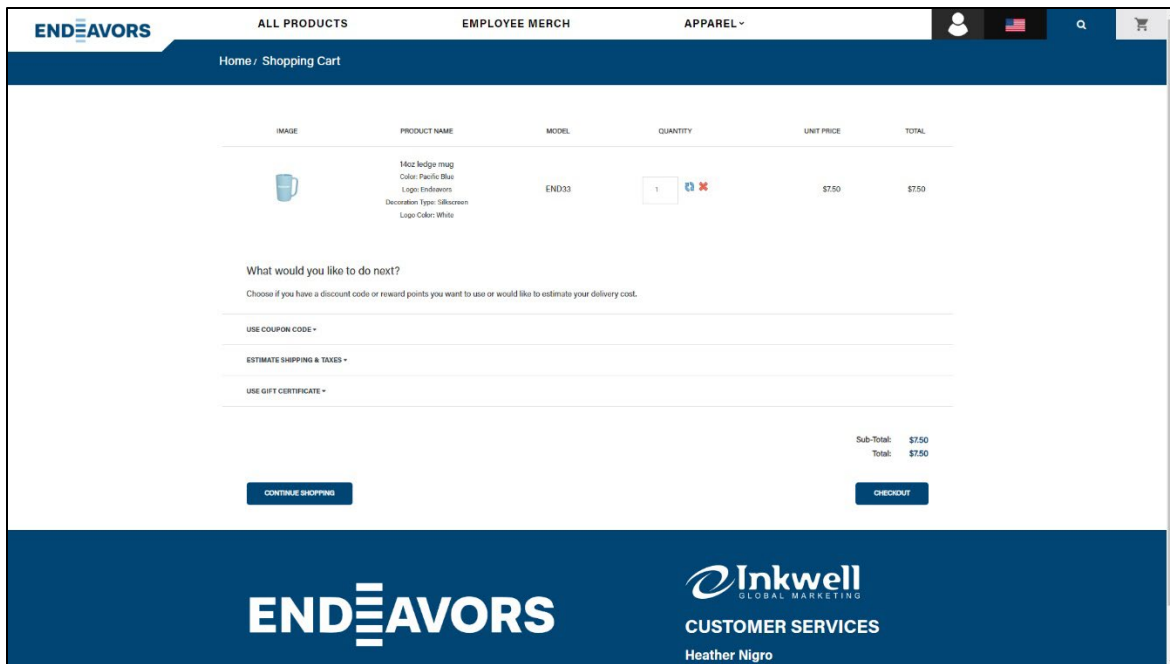 ENDEAVORS
ALL PRODUCTS
EMPLOYEE MERCH
APPAREL
Home / Shopping Cart
IMAGE PRODUCT NAME MODEL QUANTITY UNIT PRICE TOTAL
14oz ledge mug
Color: Pacific Blue
Logo: Endeavors
Decoration Type: Silkscreen
Logo Color: White
END33
1
$7.50
$7.50
What would you like to do next?
Choose if you have a discount code or reward points you want to use or would like to estimate your delivery cost.
USE COUPON CODE
ESTIMATE SHIPPING & TAXES
USE GIFT CERTIFICATE
Sub-Total: $7.50
Total: $7.50
CONTINUE SHOPPING
CHECKOUT
ENDEAVORS
Inkwell
GLOBAL MARKETING
CUSTOMER SERVICES
Heather Nigro